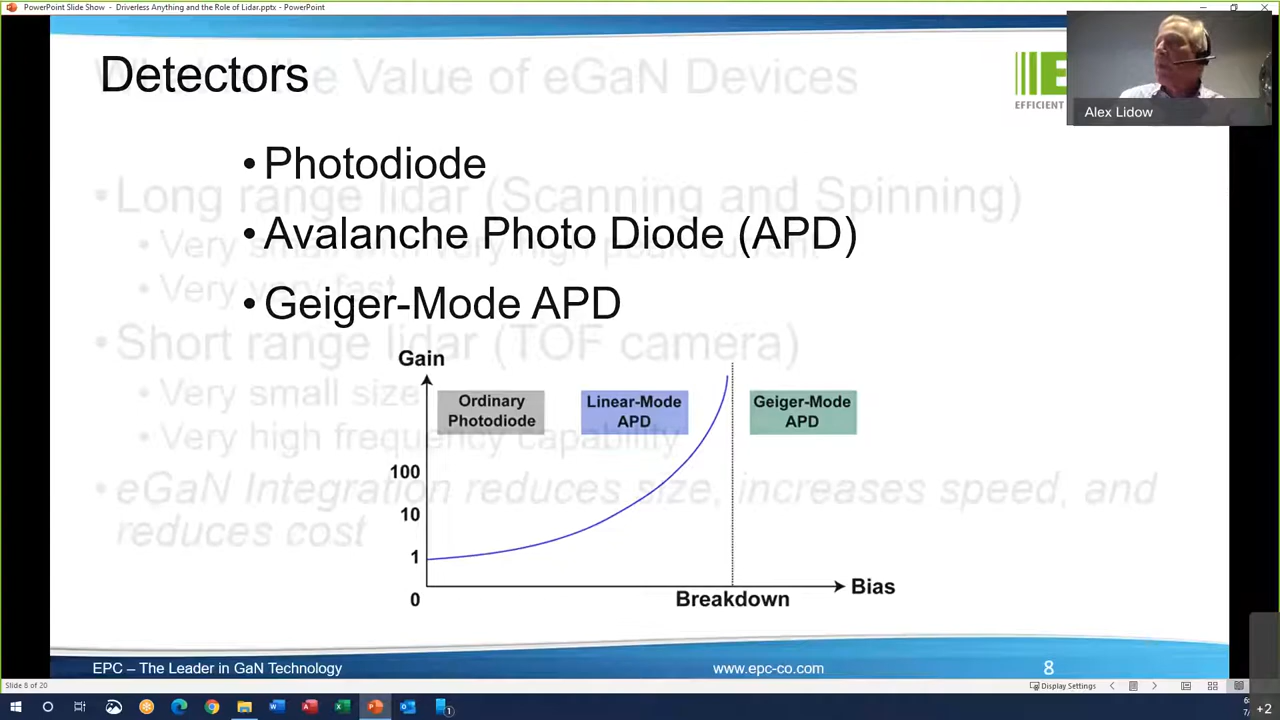 PowerPoint Slide Show - Driverless Anything and the Role of Lidar.pptx - PowerPoint
Detectors
the Value of eGaN Devices
EFFICIENT
Alex Lidow
• Photodiode
• Long range lidar (Scanning and Spinning)
• Avalanche Photo Diode (APD)
• Very small with very high peak current
• Very very fast
• Geiger-Mode APD
• Short range lidar (TOF camera)
• Very small size
• Very high frequency capability
• eGaN Integration reduces size, increases speed, and
reduces cost
Gain
Ordinary
Photodiode
Linear-Mode
APD
Geiger-Mode
APD
100
10
1
0
Bias
Breakdown
EPC – The Leader in GaN Technology
www.epc-co.com
8
Slide 8 of 20
Display Settings
+2